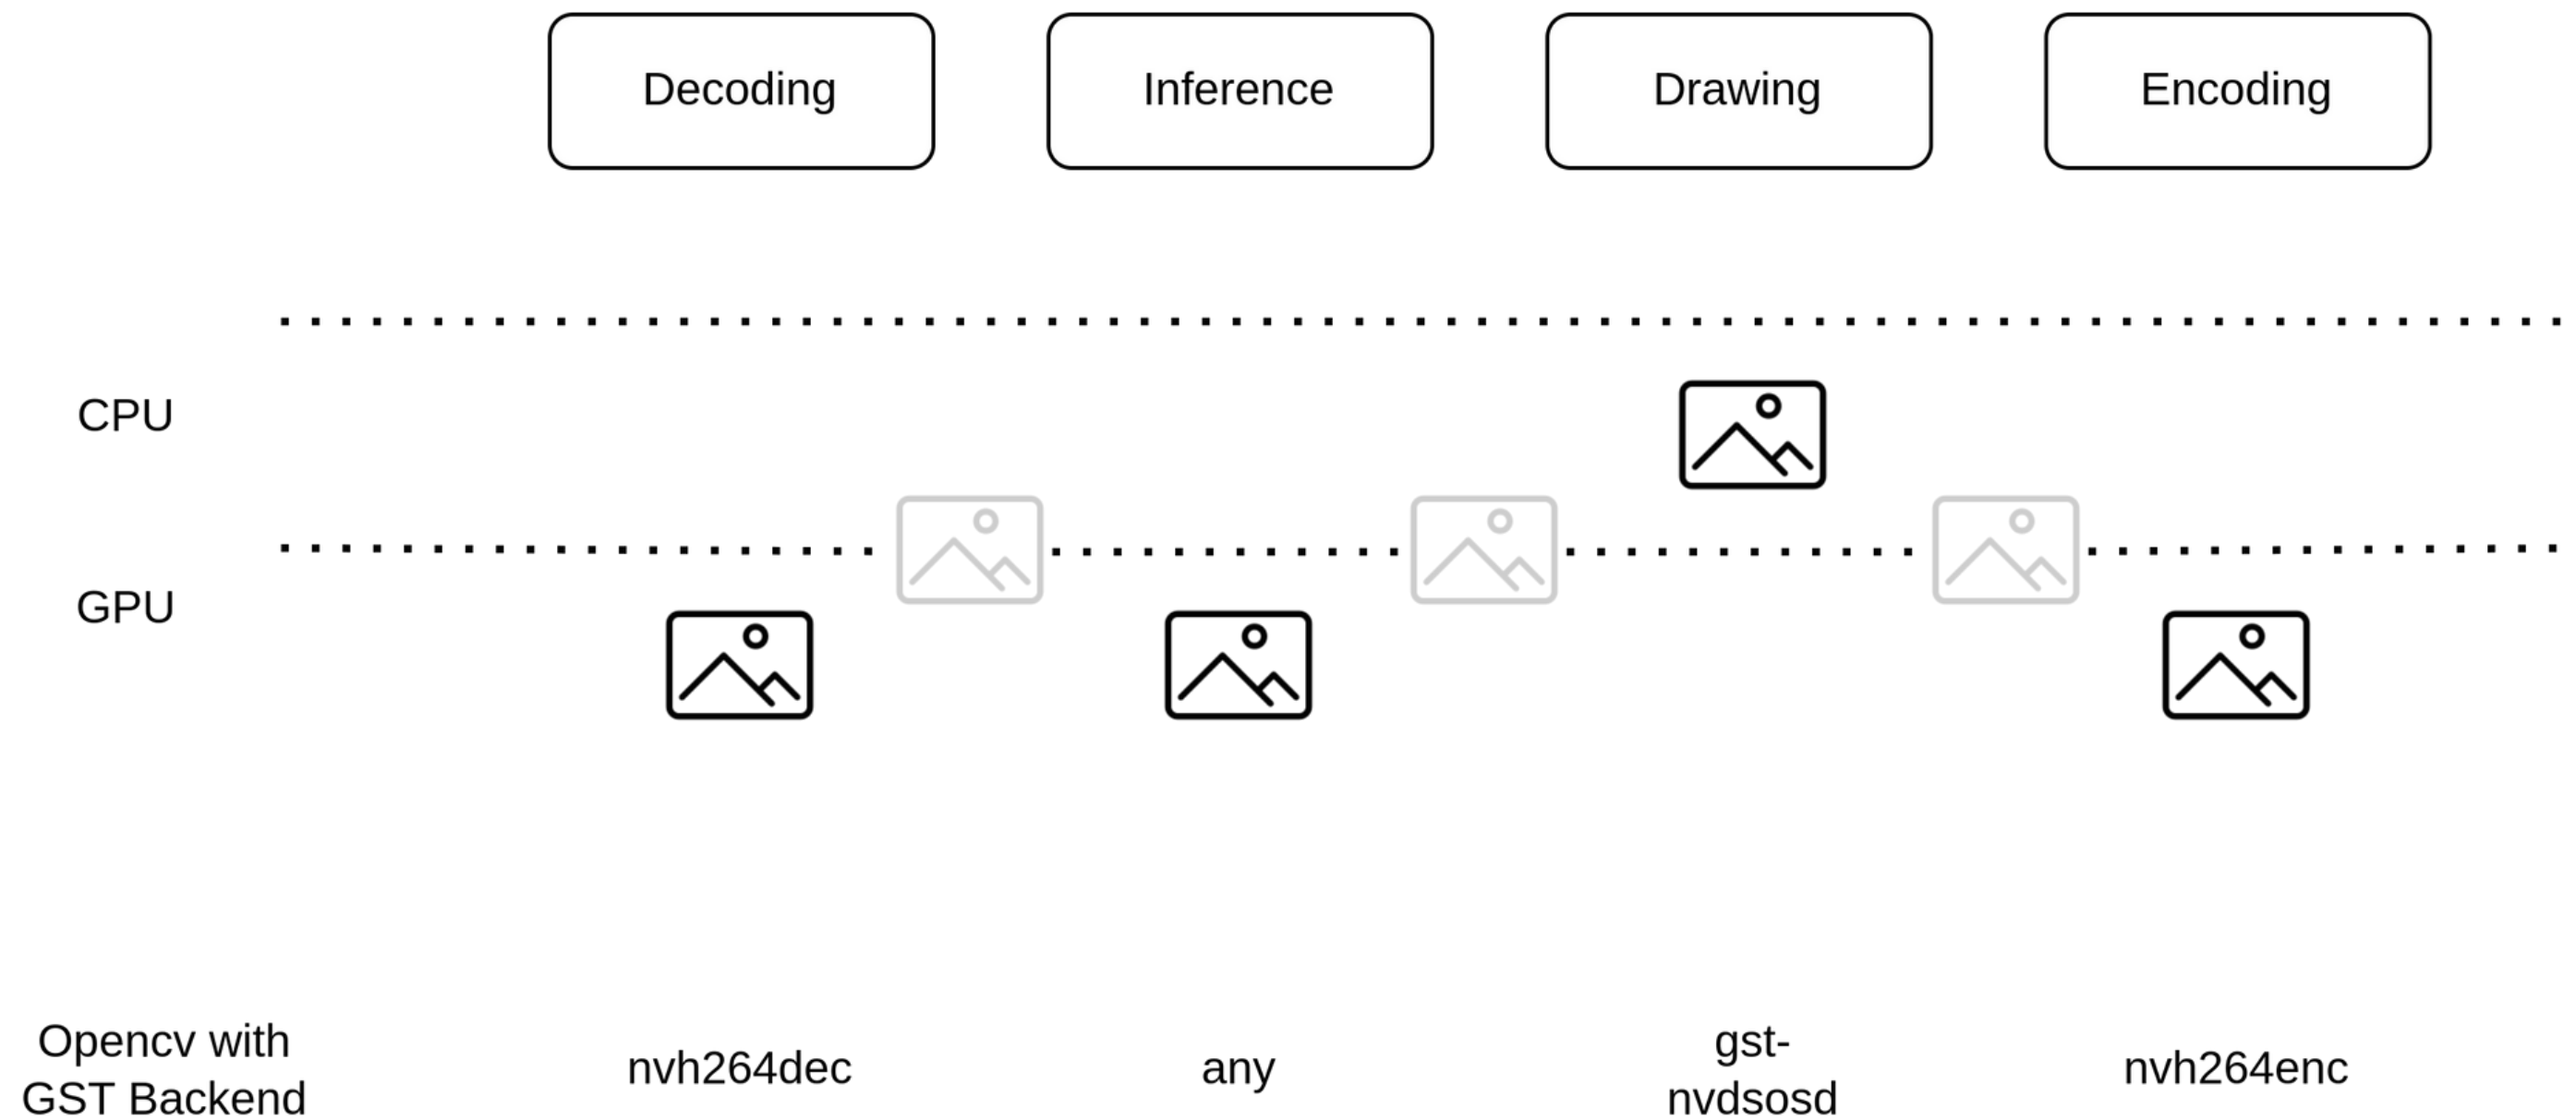 Decoding
Inference
Drawing
Encoding
CPU
GPU
Opencv with
GST Backend
nvh264dec
any
gst-
nvdsosd
nvh264enc